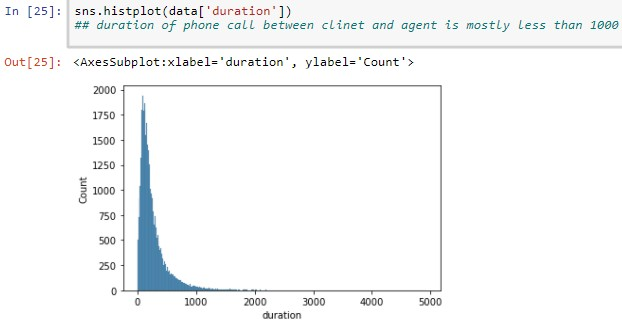 In [25]: sns.histplot(data['duration'])
## duration of phone call between clinet and agent is mostly less than 1000
Out[25]: <AxesSubplot:xlabel='duration', ylabel='Count'>
2000
1750
1500
1250
1000
750
500
250
0
Count
0 1000 2000 3000 4000 5000
duration